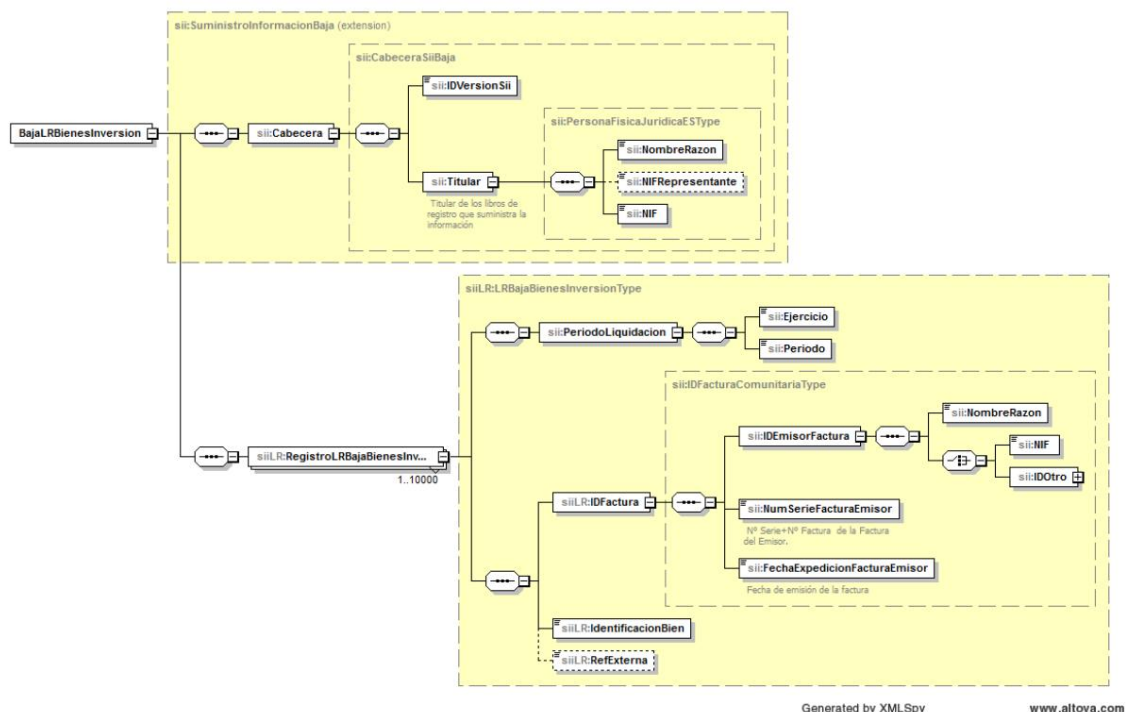 sii:SuministroInformacionBaja (extension)
sii:CabeceraSiiBaja
sii:IDVersionSii
sii:PersonaFisicaJuridicaESType
BajaLRBienesInversion
sii:Cabecera
sii:NombreRazon
sii:Titular
sii:NIFRepresentante
Titular de los libros de
registro que suministra la
información
sii:NIF
siiLR:LRBajaBienesInversionType
sii:PeriodoLiquidacion
sii:Ejercicio
sii:Periodo
sii:IDFacturaComunitariaType
sii:NombreRazon
sii:IDEmisorFactura
sii:NIF
siiLR:RegistroLRBajaBienesInv...
sii:IDOtro
1..10000
siiLR:IDFactura
sii:NumSerieFacturaEmisor
Nº Serie+Nº Factura de la Factura
del Emisor.
sii:FechaExpedicionFacturaEmisor
Fecha de emisión de la factura
siiLR:IdentificacionBien
siiLR:RefExterna
Generated by XMLSpy
www.altova.com